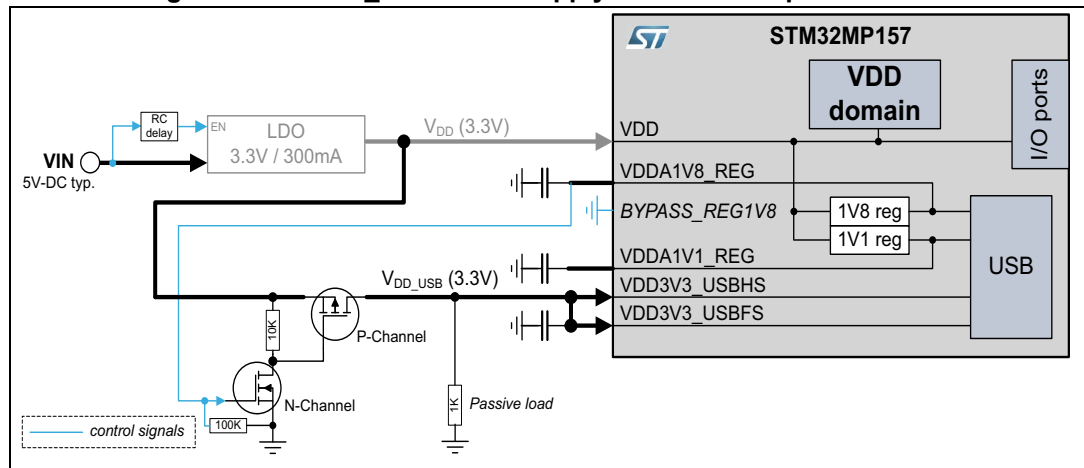 STM32MP157
VDD
domain
I/O ports
RC
delay
EN
LDO
3.3V / 300mA
VDD (3.3V)
VDD
VIN
5V-DC typ.
VDDA1V8_REG
BYPASS_REG1V8
1V8 reg
1V1 reg
VDDA1V1_REG
USB
VDD_USB (3.3V)
VDD3V3_USBHS
VDD3V3_USBFS
10K
P-Channel
N-Channel
1K
Passive load
100K
control signals